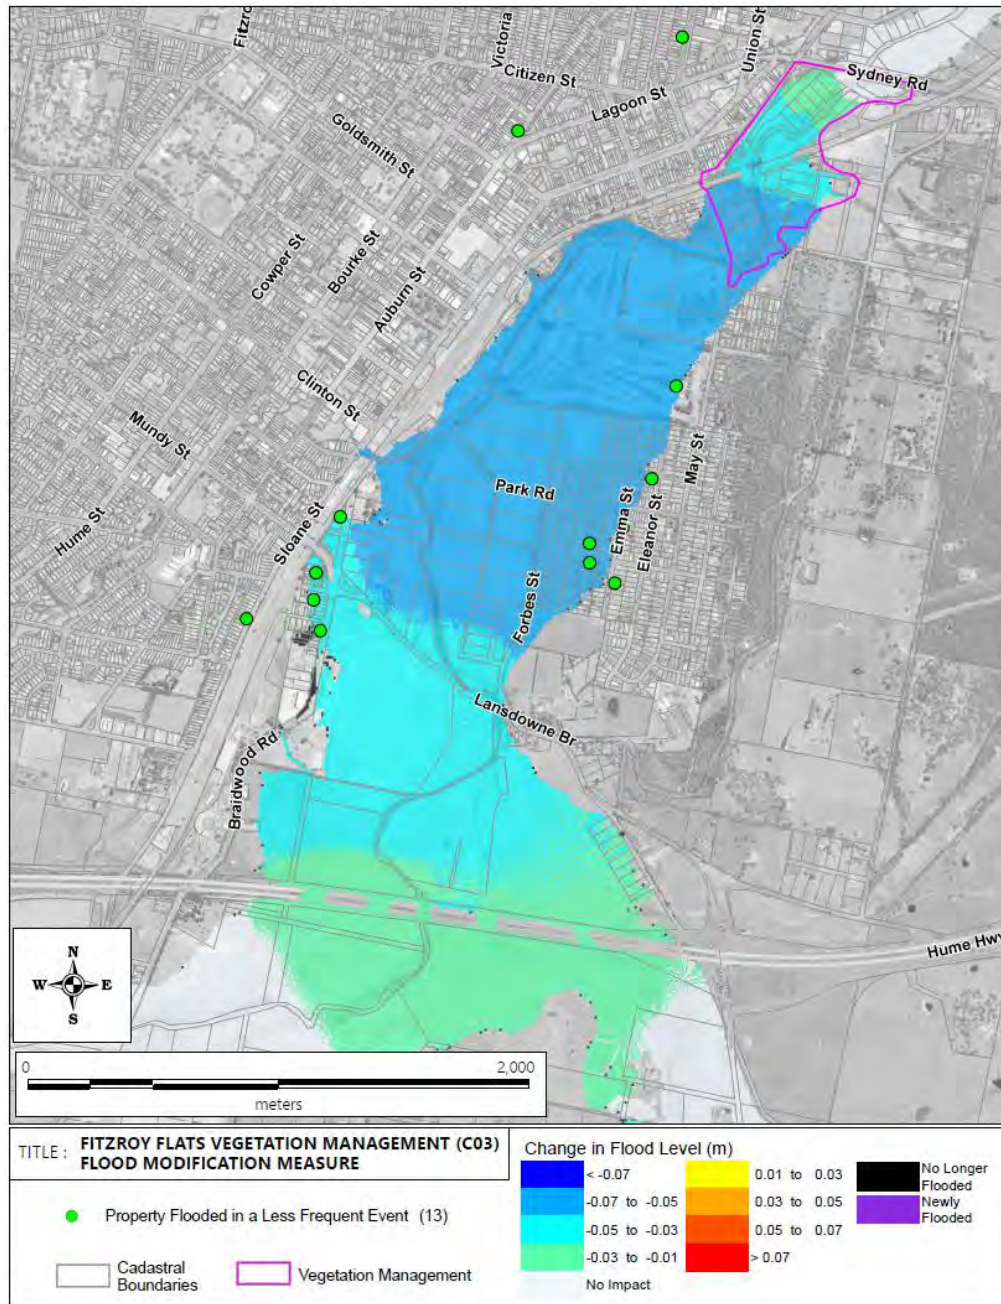 Fitzro
Victoria
Union St
Citizen St
Sydney Rd
Lagoon St
Goldsmith St
Cowper St
Bourke St
Auburn St
Clinton St
Mundy St
Hume St
Sloane St
Park Rd
Emma St
Eleanor St
May St
Forbes St
Lansdowne Br
Braidwood Rd
Hume Hwy
N
W E
S
0 2,000
meters
TITLE : FITZROY FLATS VEGETATION MANAGEMENT (C03)
FLOOD MODIFICATION MEASURE
Property Flooded in a Less Frequent Event (13)
Cadastral
Boundaries
Vegetation Management
Change in Flood Level (m)
< -0.07
-0.07 to -0.05
-0.05 to -0.03
-0.03 to -0.01
No Impact
0.01 to 0.03
0.03 to 0.05
0.05 to 0.07
> 0.07
No Longer
Flooded
Newly
Flooded